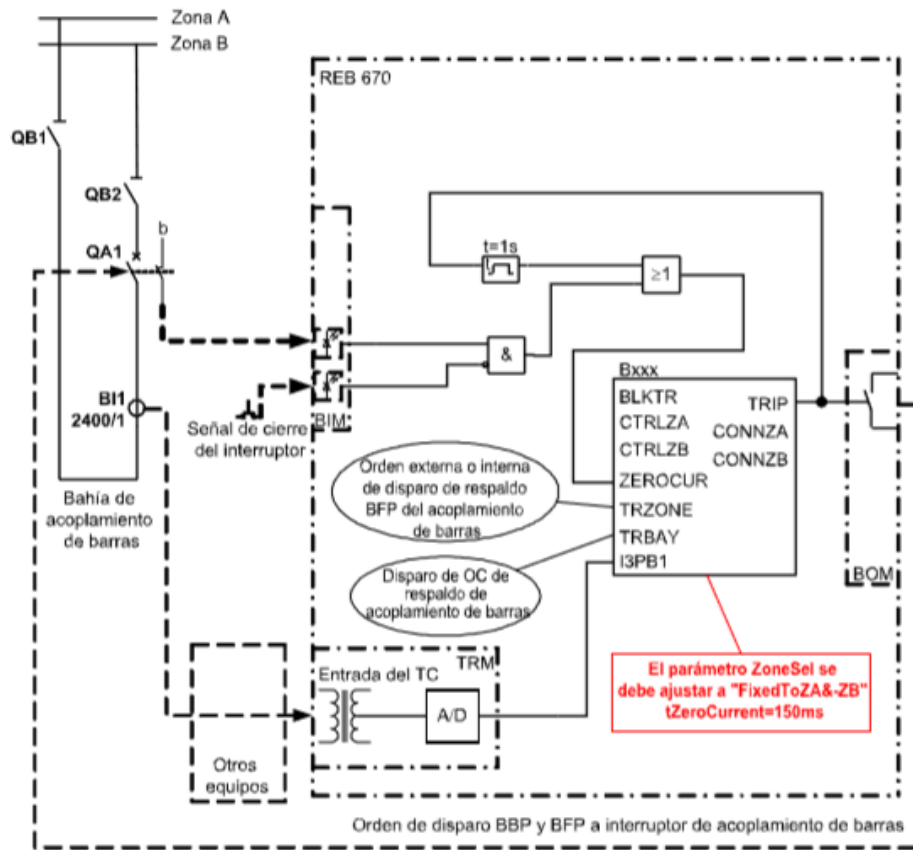 Zona A
Zona B
REB 670
QB1
QB2
b
QA1
t=1s
≥1
&
Bxxx
BLKTR
CTRLZA
CTRLZB
ZEROCUR
TRZONE
TRBAY
I3PB1
TRIP
CONNZA
CONNZB
BI1
2400/1
Señal de cierre
del interruptor
BIM
Bahía de
acoplamiento
de barras
Orden externa o interna
de disparo de respaldo
BFP del acoplamiento
de barras
Disparo de OC de
respaldo de
acoplamiento de barras
BOM
El parámetro ZoneSel se
debe ajustar a "FixedToZA&-ZB"
tZeroCurrent=150ms
TRM
Entrada del TC
A/D
Otros
equipos
Orden de disparo BBP y BFP a interruptor de acoplamiento de barras